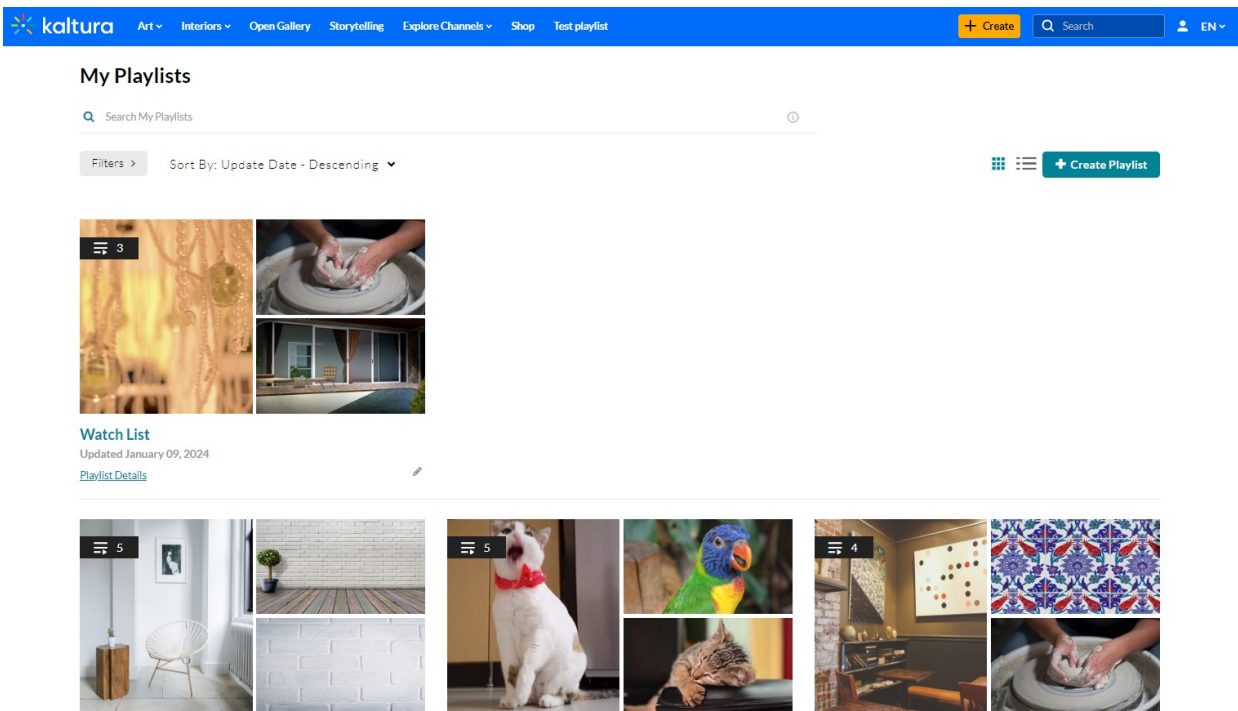 kaltura Art Interiors Open Gallery Storytelling Explore Channels Shop Test playlist + Create Search EN
My Playlists
Search My Playlists
Filters > Sort By: Update Date - Descending + Create Playlist
3
Watch List
Updated January 09, 2024
Playlist Details
5 5 4